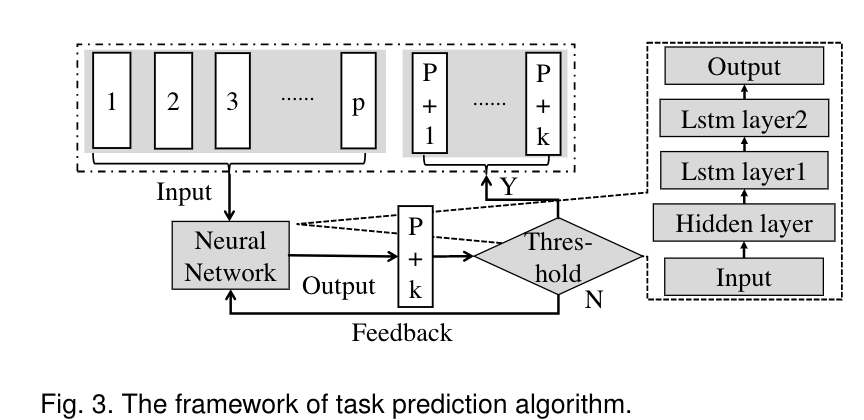 1 2 3 ...... p
P + 1 ...... P + k
Input
Y
Neural Network
Output
P + k
Thres-
hold
N
Feedback
Output
Lstm layer2
Lstm layer1
Hidden layer
Input
Fig. 3. The framework of task prediction algorithm.